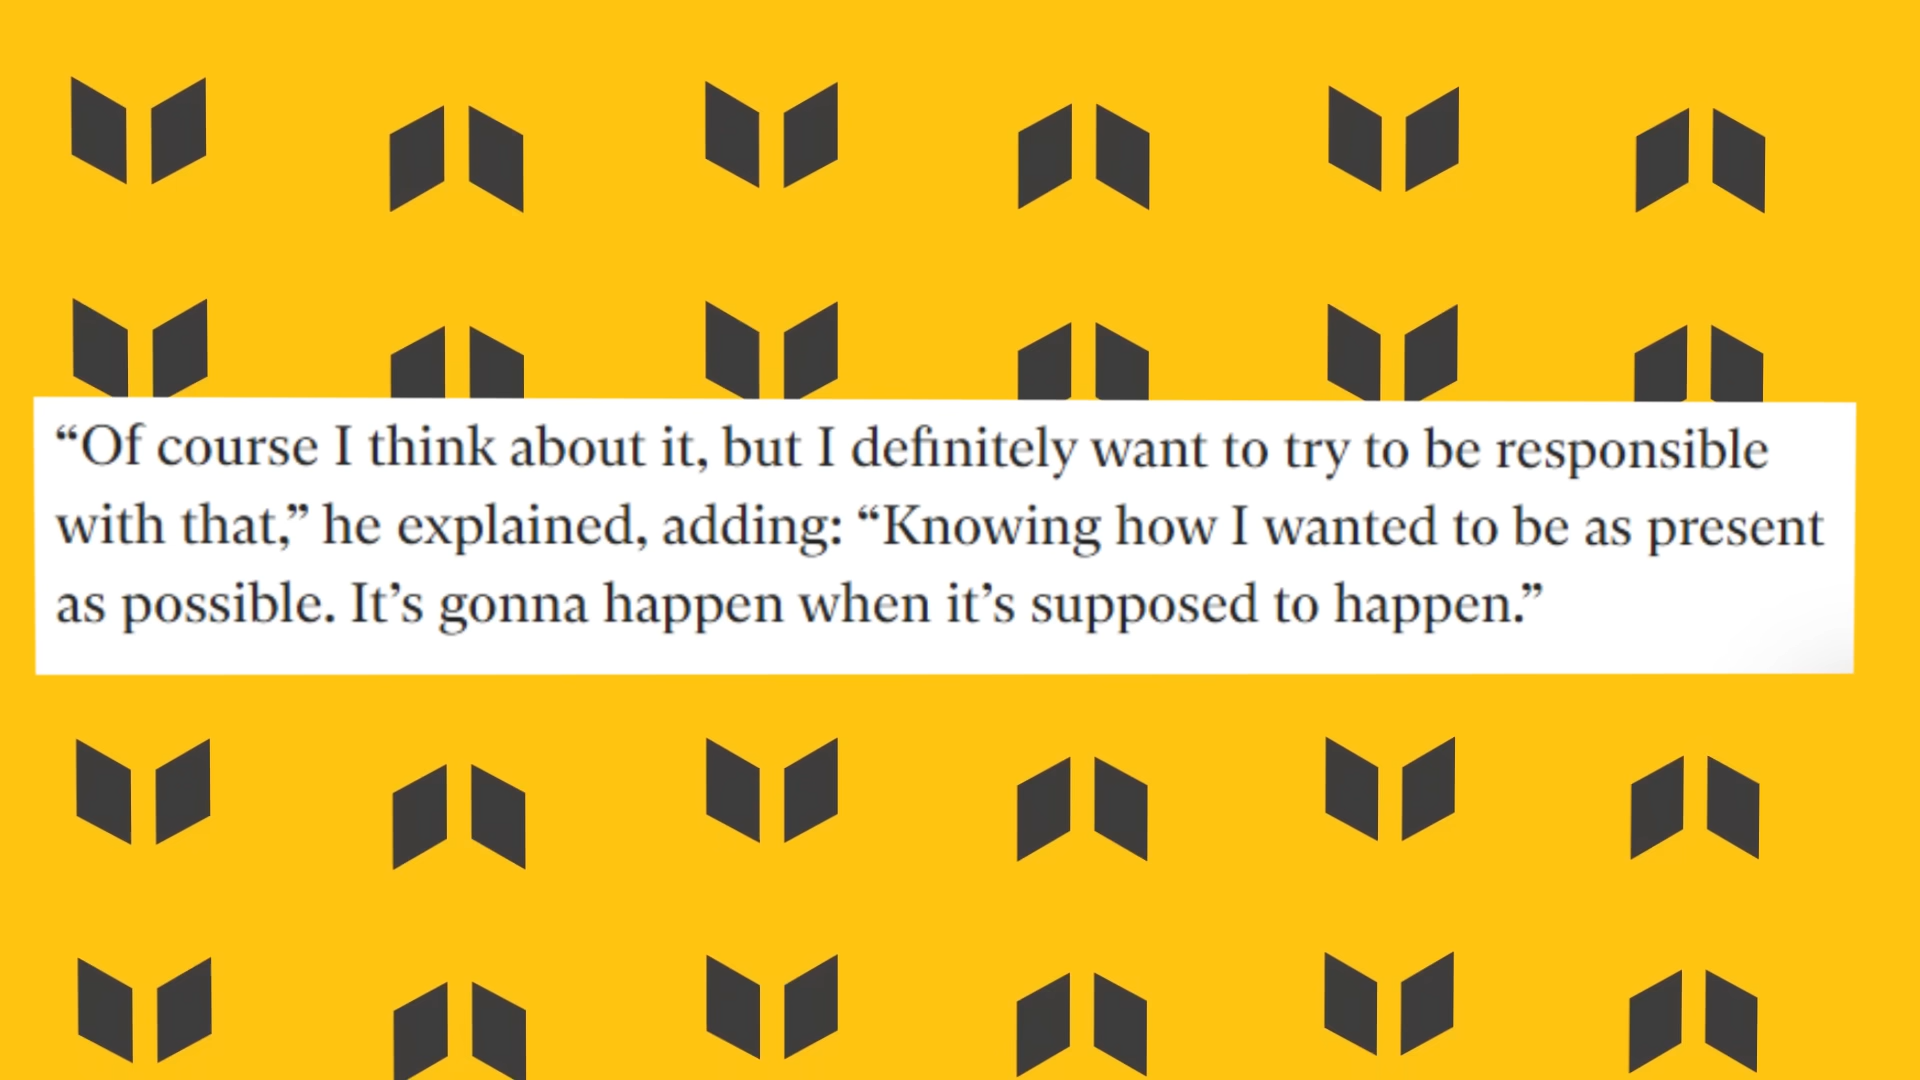 “Of course I think about it, but I definitely want to try to be responsible
with that,” he explained, adding: “Knowing how I wanted to be as present
as possible. It’s gonna happen when it’s supposed to happen.”